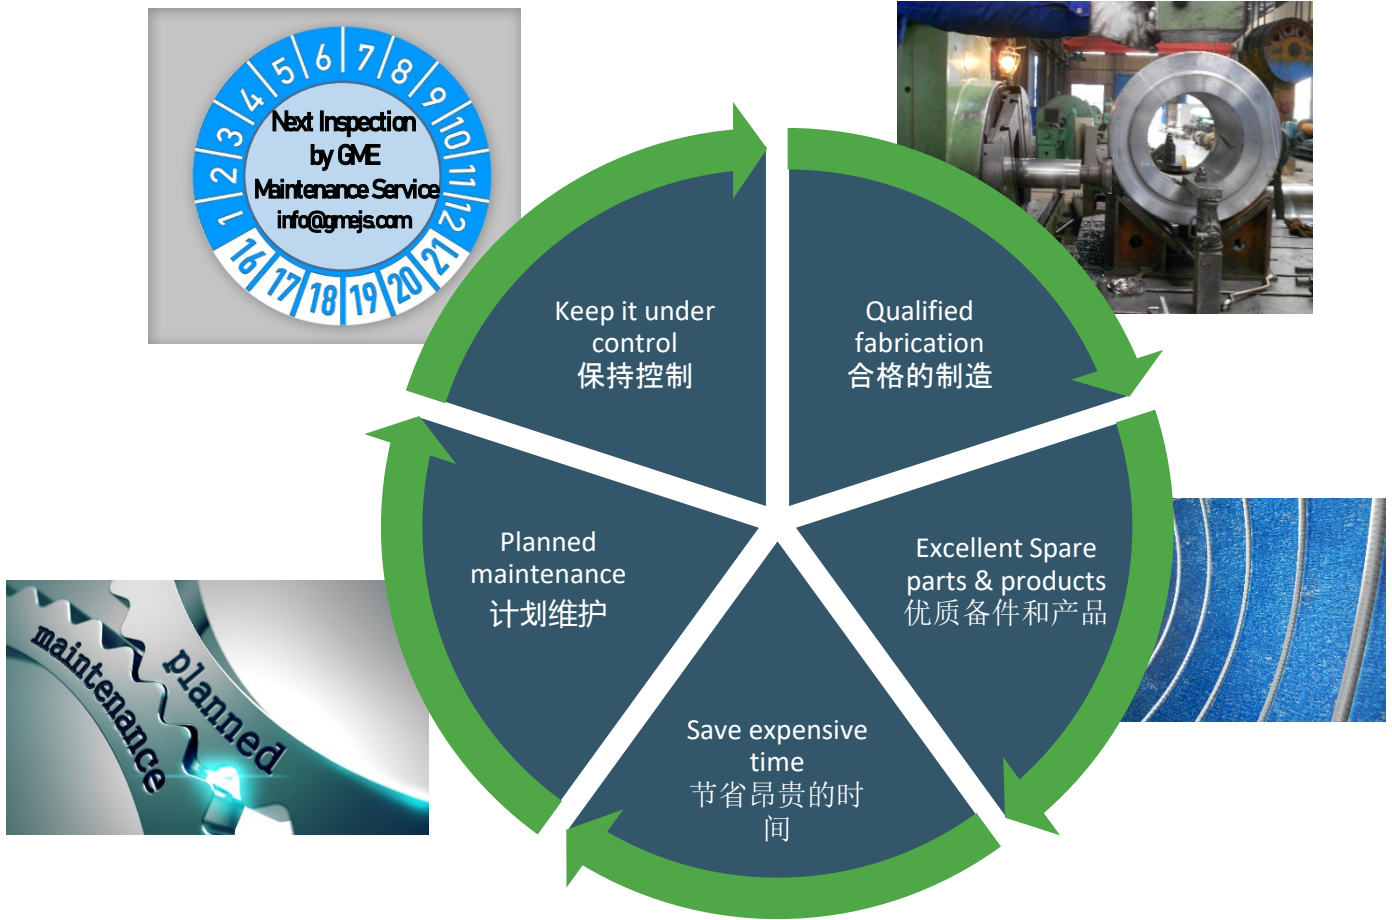 1 2 3 4 5 6 7 8 9 10 11 12
16 17 18 19 20 21
Next Inspection
by GME
Maintenance Service
info@gmejs.com
Keep it under
control
保持控制
Qualified
fabrication
合格的制造
Excellent Spare
parts & products
优质备件和产品
Save expensive
time
节省昂贵的时
间
Planned
maintenance
计划维护
planned
maintenance